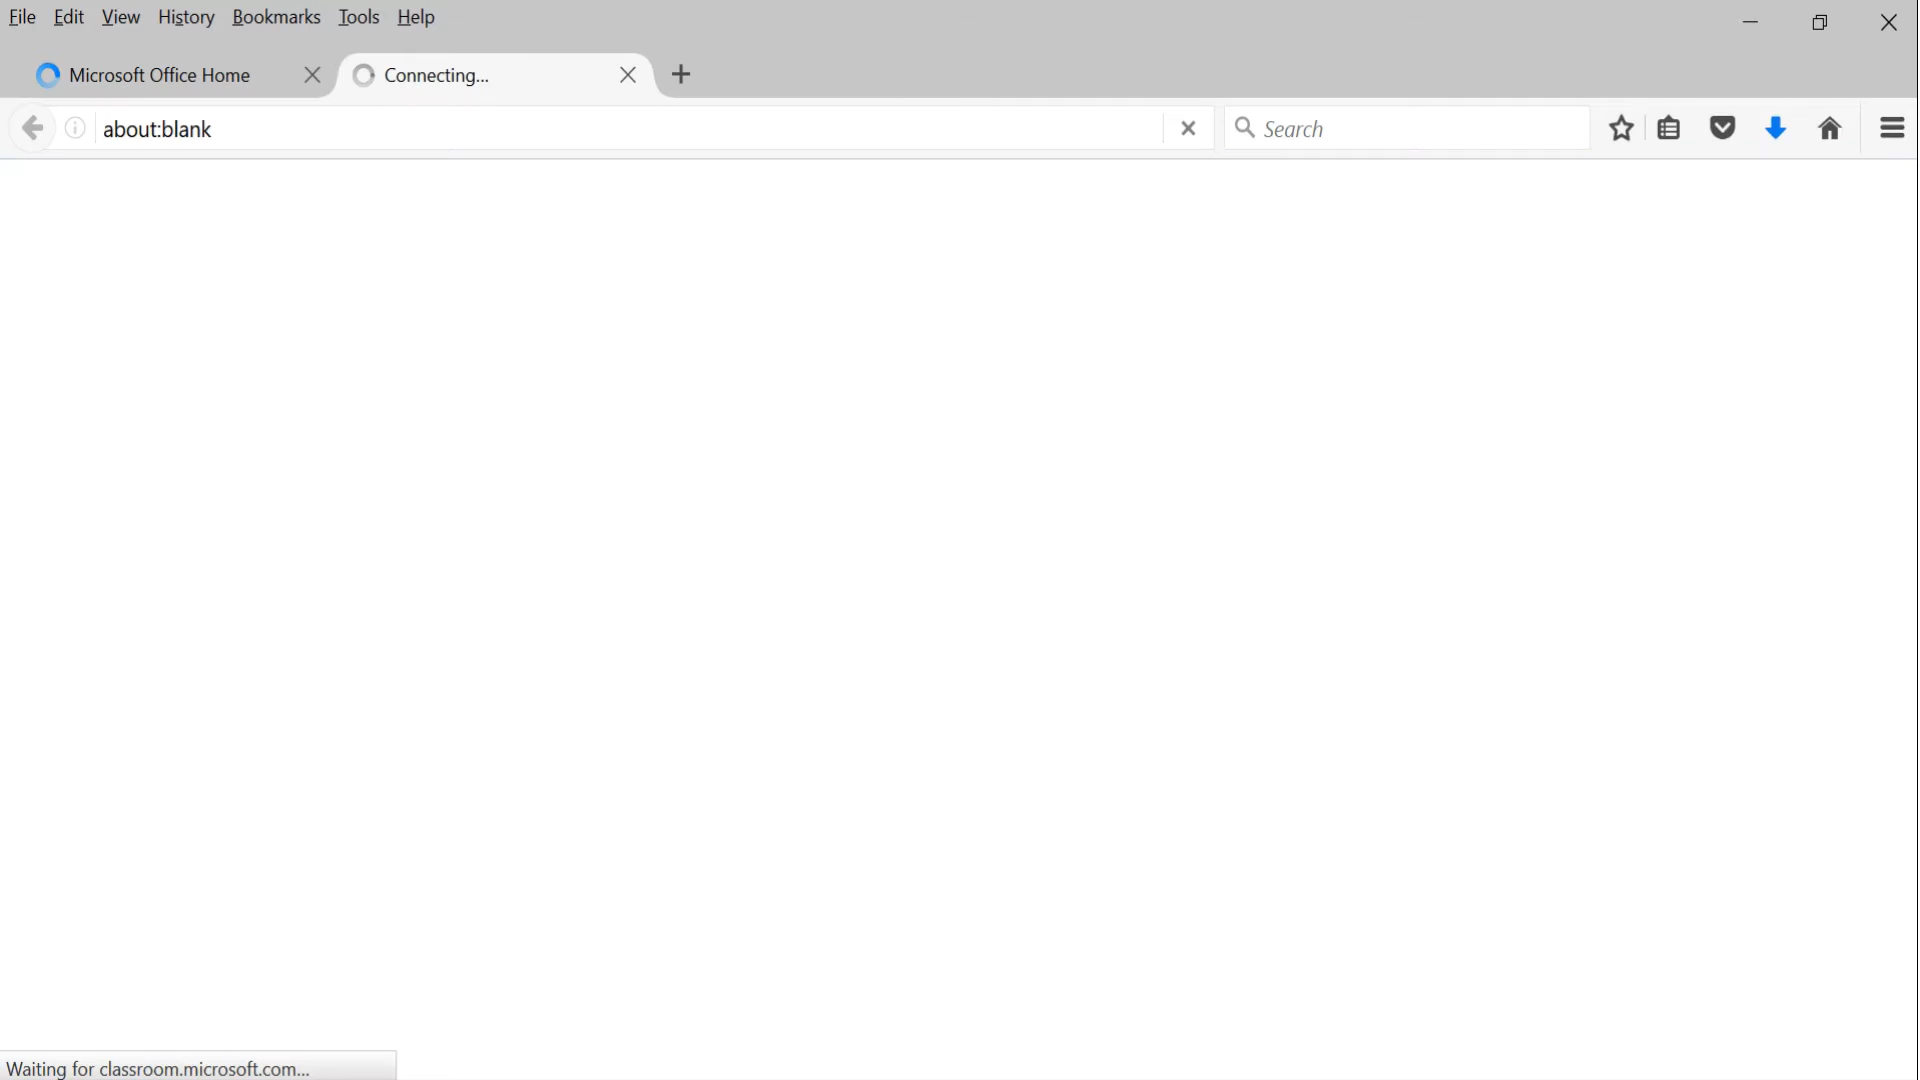 File Edit View History Bookmarks Tools Help
Microsoft Office Home Connecting...
about:blank Search
Waiting for classroom.microsoft.com...